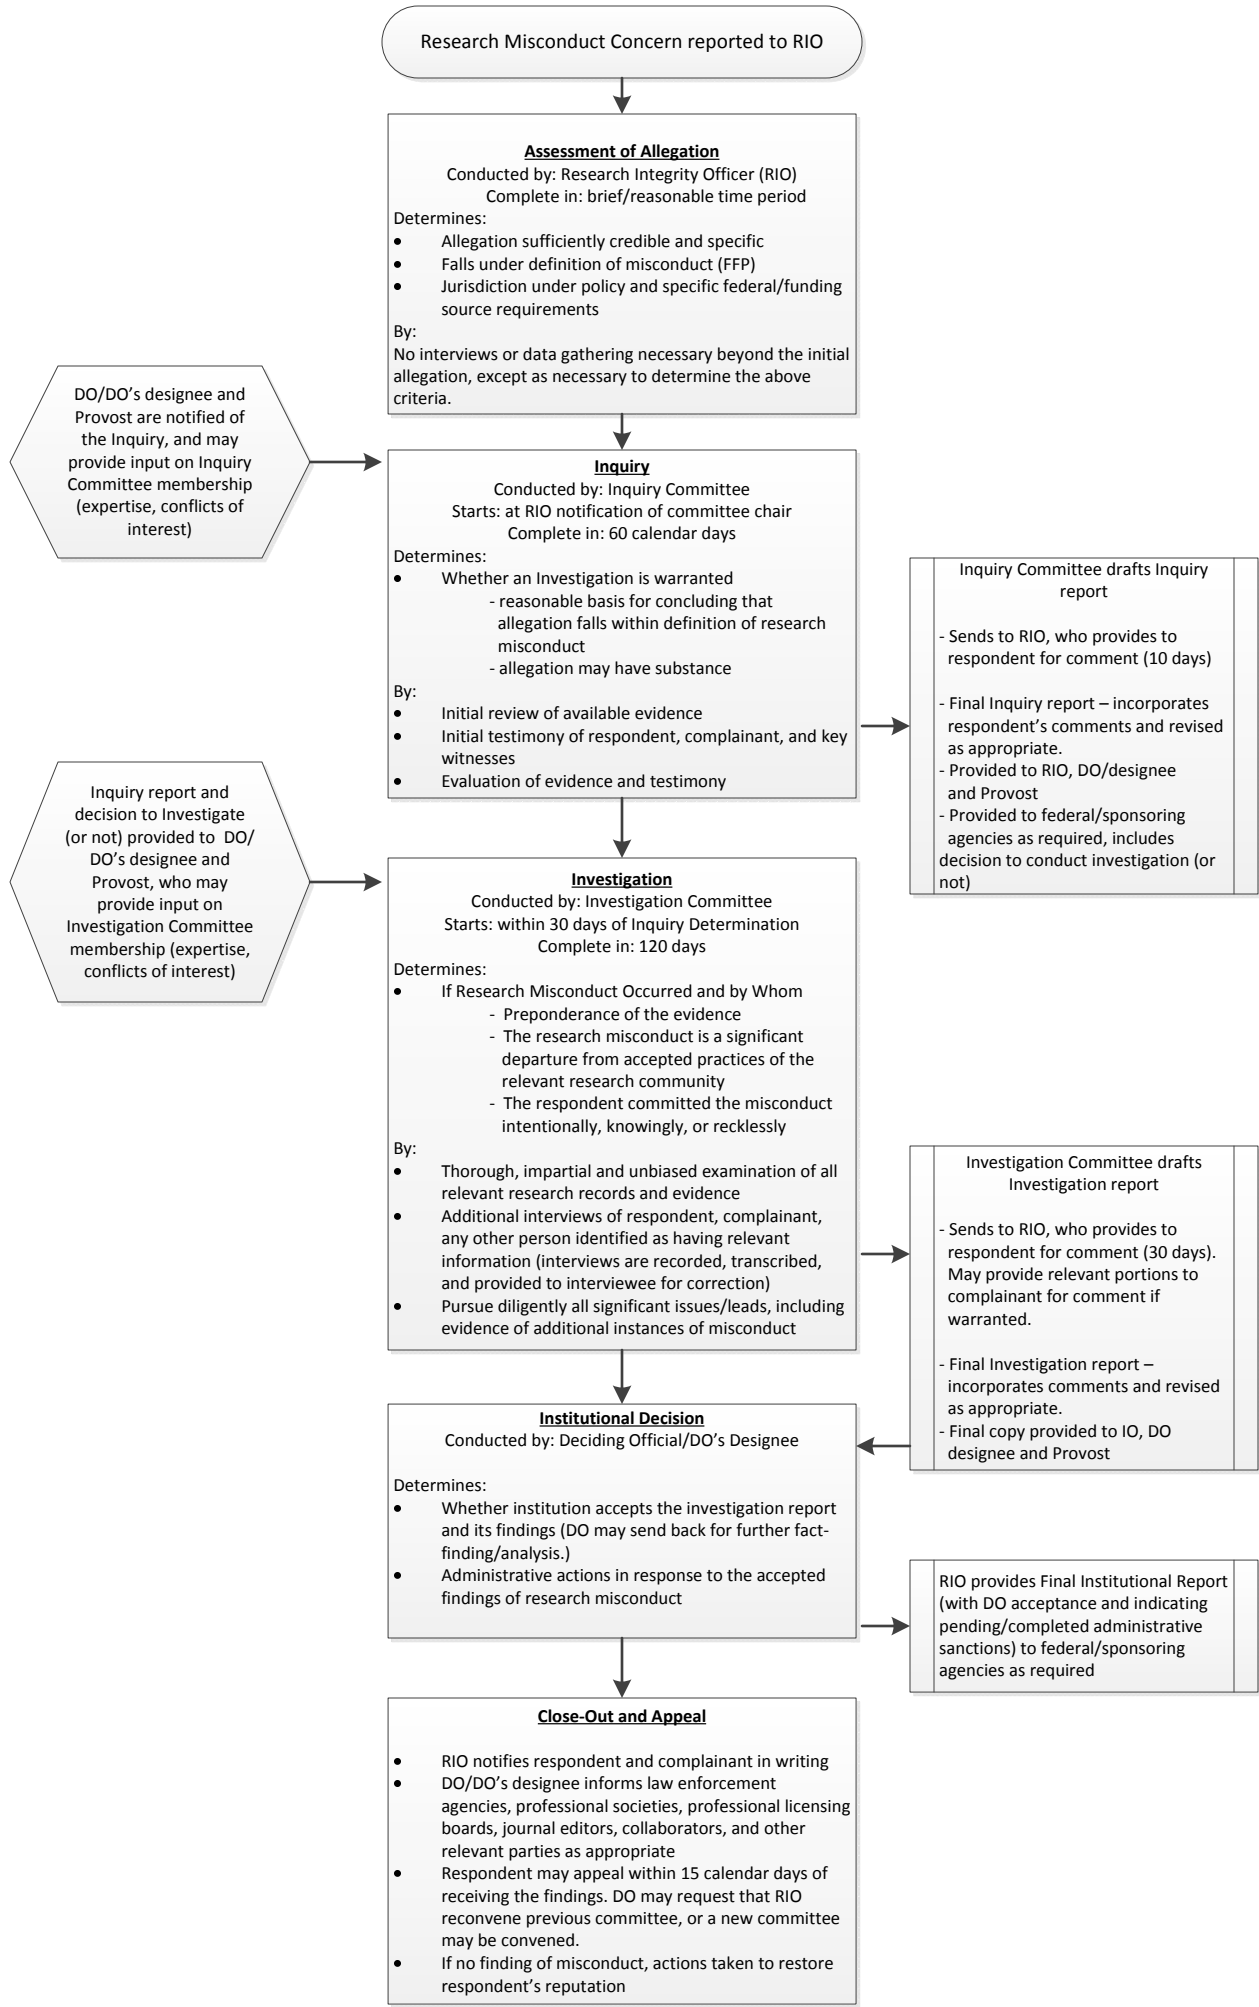 Research Misconduct Concern reported to RIO
Assessment of Allegation
Conducted by: Research Integrity Officer (RIO)
Complete in: brief/reasonable time period
Determines:
• Allegation sufficiently credible and specific
• Falls under definition of misconduct (FFP)
• Jurisdiction under policy and specific federal/funding
source requirements
By:
No interviews or data gathering necessary beyond the initial
allegation, except as necessary to determine the above
criteria.
DO/DO's designee and
Provost are notified of
the Inquiry, and may
provide input on Inquiry
Committee membership
(expertise, conflicts of
interest)
Inquiry
Conducted by: Inquiry Committee
Starts: at RIO notification of committee chair
Complete in: 60 calendar days
Determines:
• Whether an Investigation is warranted
- reasonable basis for concluding that
allegation falls within definition of research
misconduct
- allegation may have substance
By:
• Initial review of available evidence
• Initial testimony of respondent, complainant, and key
witnesses
• Evaluation of evidence and testimony
Inquiry Committee drafts Inquiry
report
- Sends to RIO, who provides to
respondent for comment (10 days)
- Final Inquiry report – incorporates
respondent's comments and revised
as appropriate.
- Provided to RIO, DO/designee
and Provost
- Provided to federal/sponsoring
agencies as required, includes
decision to conduct investigation (or
not)
Inquiry report and
decision to Investigate
(or not) provided to DO/
DO's designee and
Provost, who may
provide input on
Investigation Committee
membership (expertise,
conflicts of interest)
Investigation
Conducted by: Investigation Committee
Starts: within 30 days of Inquiry Determination
Complete in: 120 days
Determines:
• If Research Misconduct Occurred and by Whom
- Preponderance of the evidence
- The research misconduct is a significant
departure from accepted practices of the
relevant research community
- The respondent committed the misconduct
intentionally, knowingly, or recklessly
By:
• Thorough, impartial and unbiased examination of all
relevant research records and evidence
• Additional interviews of respondent, complainant,
any other person identified as having relevant
information (interviews are recorded, transcribed,
and provided to interviewee for correction)
• Pursue diligently all significant issues/leads, including
evidence of additional instances of misconduct
Investigation Committee drafts
Investigation report
- Sends to RIO, who provides to
respondent for comment (30 days).
May provide relevant portions to
complainant for comment if
warranted.
- Final Investigation report –
incorporates comments and revised
as appropriate.
- Final copy provided to IO, DO
designee and Provost
Institutional Decision
Conducted by: Deciding Official/DO's Designee
Determines:
• Whether institution accepts the investigation report
and its findings (DO may send back for further fact-
finding/analysis.)
• Administrative actions in response to the accepted
findings of research misconduct
RIO provides Final Institutional Report
(with DO acceptance and indicating
pending/completed administrative
sanctions) to federal/sponsoring
agencies as required
Close-Out and Appeal
• RIO notifies respondent and complainant in writing
• DO/DO's designee informs law enforcement
agencies, professional societies, professional licensing
boards, journal editors, collaborators, and other
relevant parties as appropriate
• Respondent may appeal within 15 calendar days of
receiving the findings. DO may request that RIO
reconvene previous committee, or a new committee
may be convened.
• If no finding of misconduct, actions taken to restore
respondent's reputation